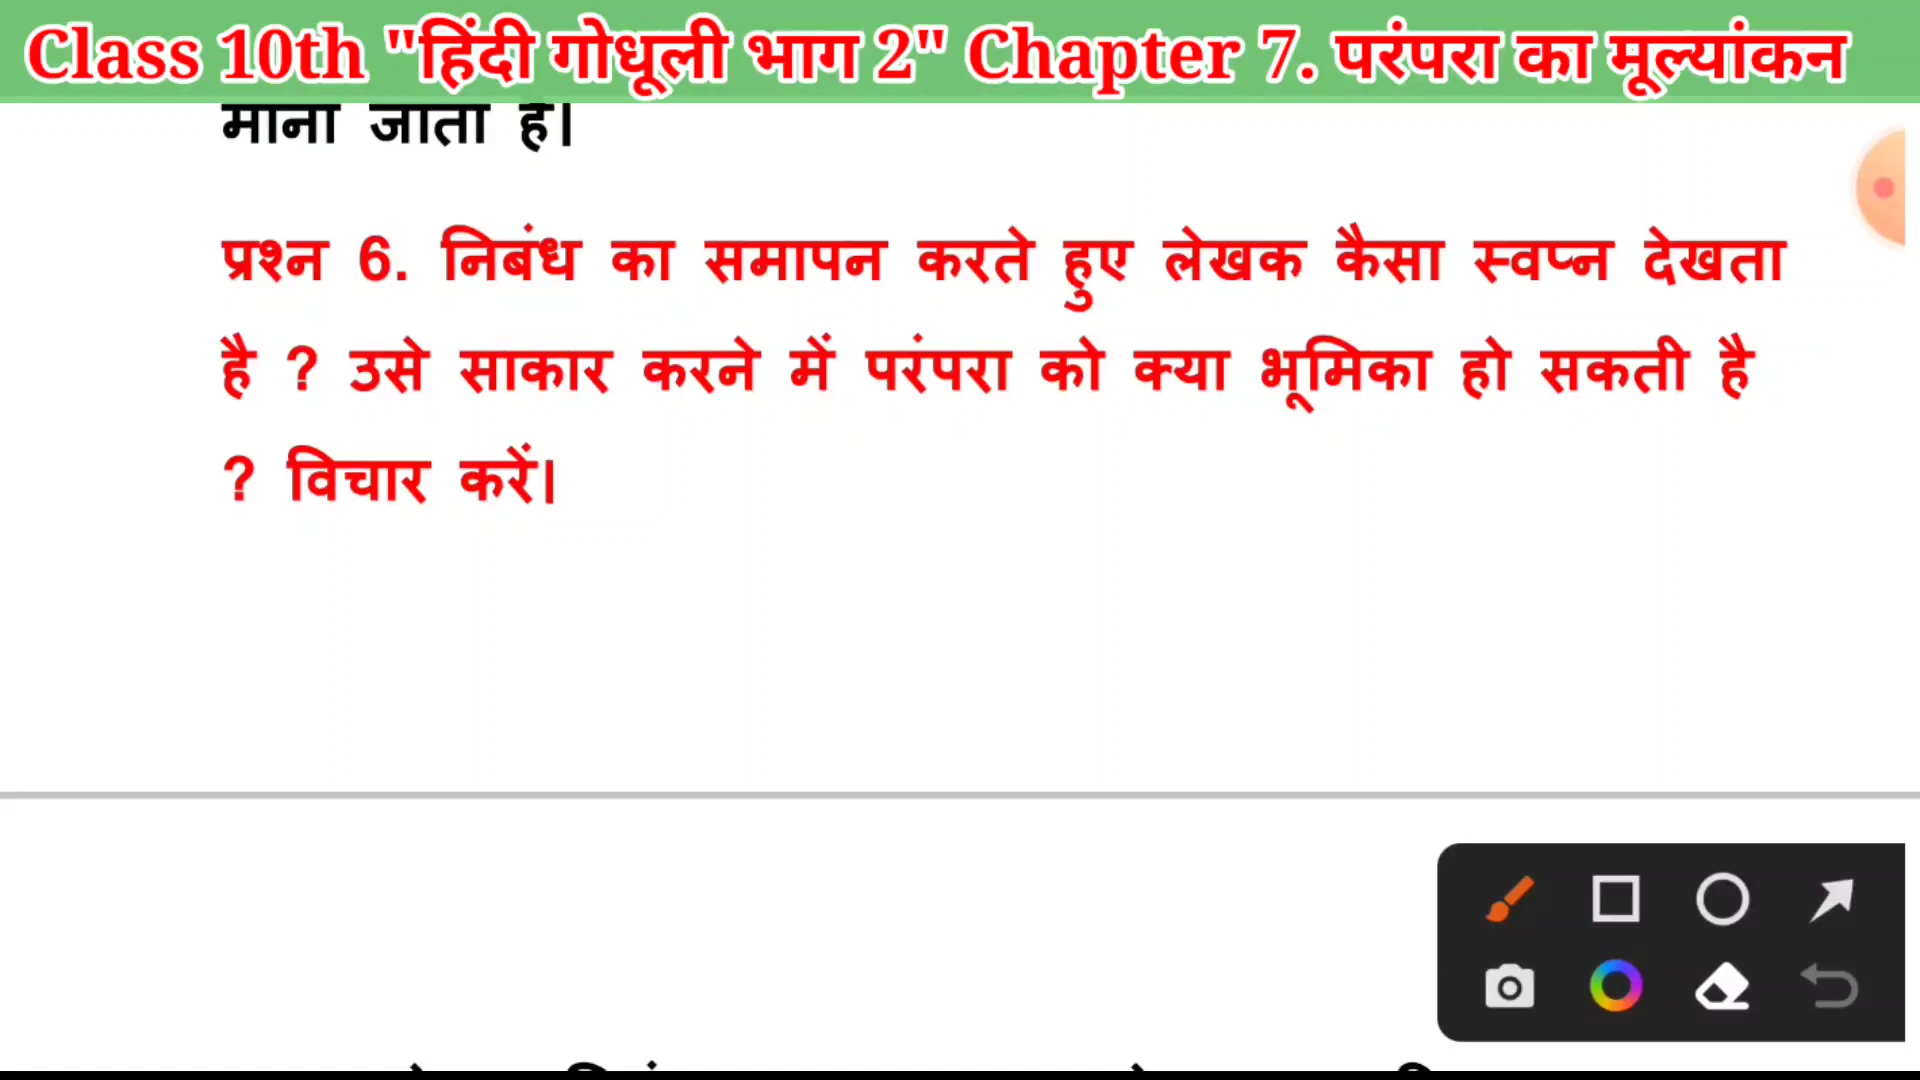 Class 10th "हिंदी गोधूली भाग 2" Chapter 7. परंपरा का मूल्यांकन
माना जाता है।
प्रश्न 6. निबंध का समापन करते हुए लेखक कैसा स्वप्न देखता
है ? उसे साकार करने में परंपरा को क्या भूमिका हो सकती है
? विचार करें।